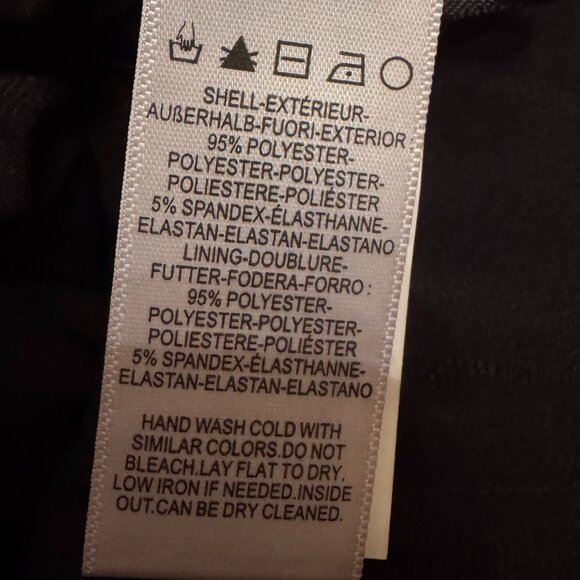 SHELL-EXTÉRIEUR-
AUßERHALB-FUORI-EXTERIOR:
95% POLYESTER-
POLYESTER-POLYESTER-
POLIESTERE-POLIÉSTER
5% SPANDEX-ÉLASTHANNE-
ELASTAN-ELASTAN-ELASTANO
LINING-DOUBLURE-
FUTTER-FODERA-FORRO:
95% POLYESTER-
POLYESTER-POLYESTER-
POLIESTERE-POLIÉSTER
5% SPANDEX-ÉLASTHANNE-
ELASTAN-ELASTAN-ELASTANO
HAND WASH COLD WITH
SIMILAR COLORS.DO NOT
BLEACH.LAY FLAT TO DRY.
LOW IRON IF NEEDED.INSIDE
OUT.CAN BE DRY CLEANED.